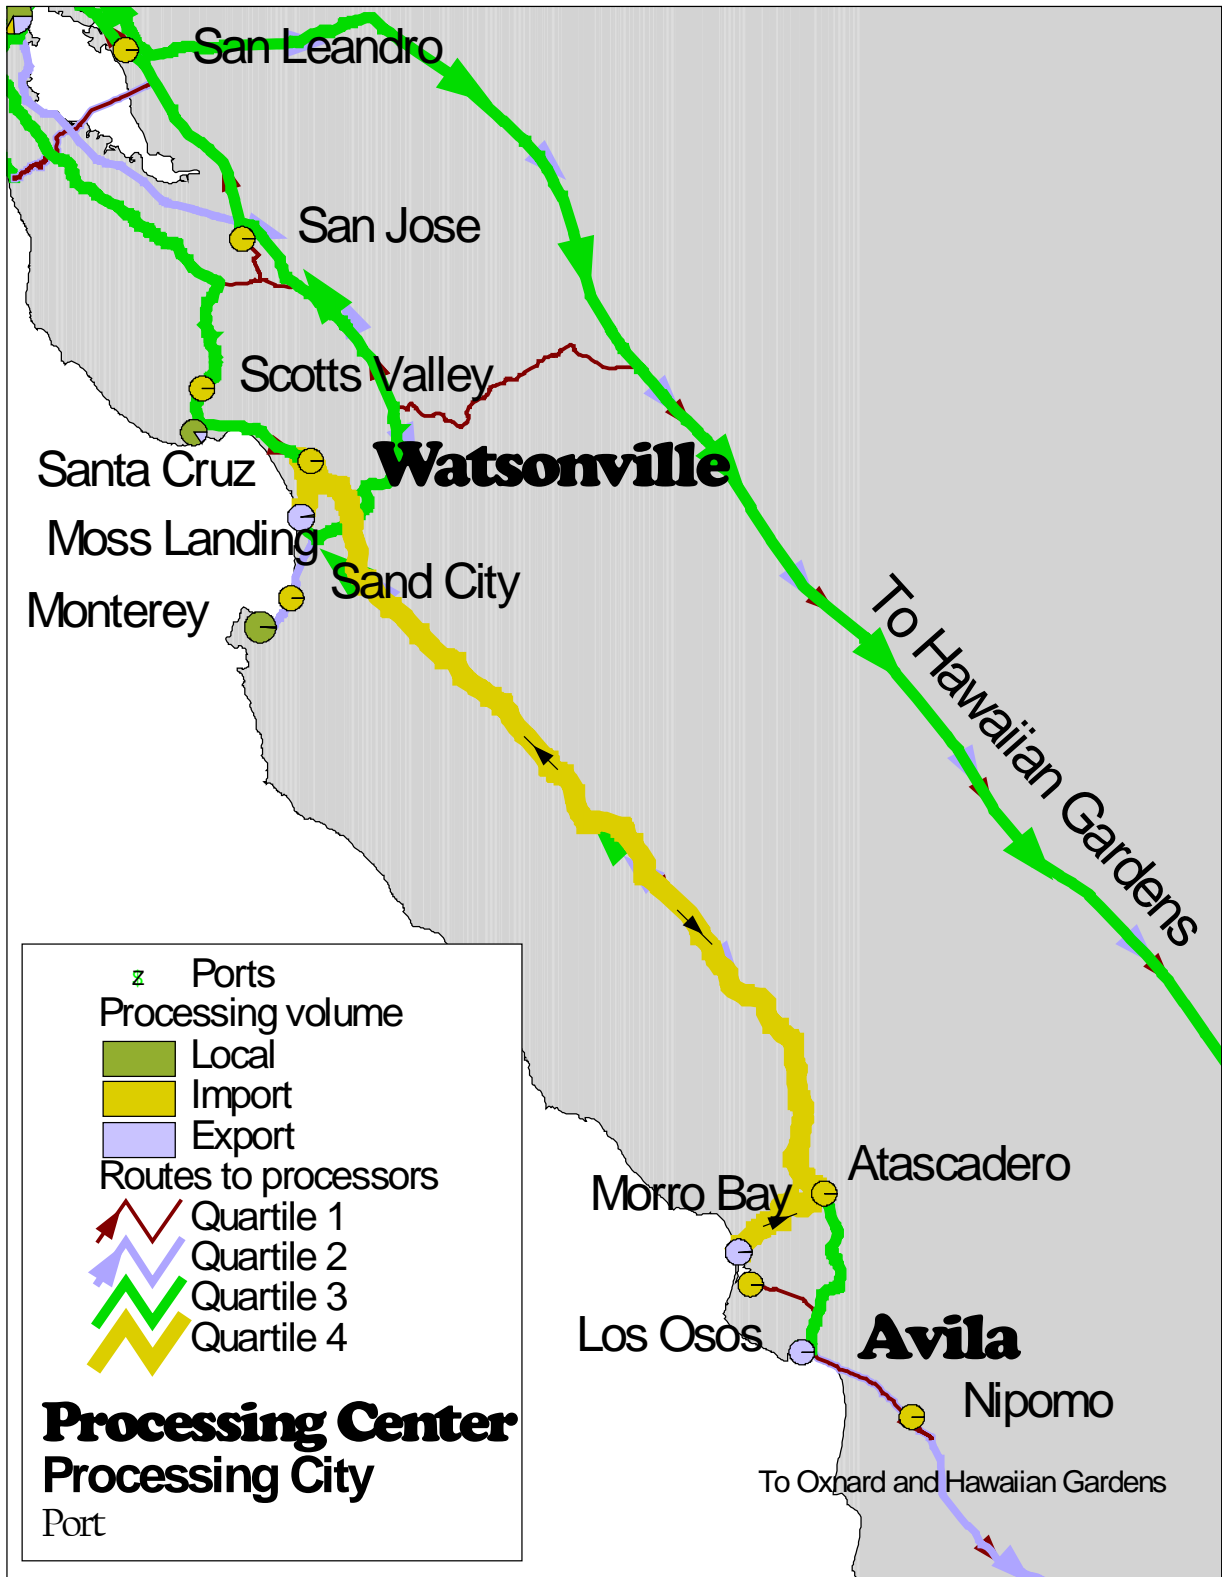 San Leandro
San Jose
Scotts Valley
Watsonville
Santa Cruz
Moss Landing
Sand City
Monterey
To Hawaiian Gardens
z Ports
Processing volume
Local
Import
Export
Routes to processors
Quartile 1
Quartile 2
Quartile 3
Quartile 4
Processing Center
Processing City
Port
Atascadero
Morro Bay
Los Osos
Avila
Nipomo
To Oxnard and Hawaiian Gardens